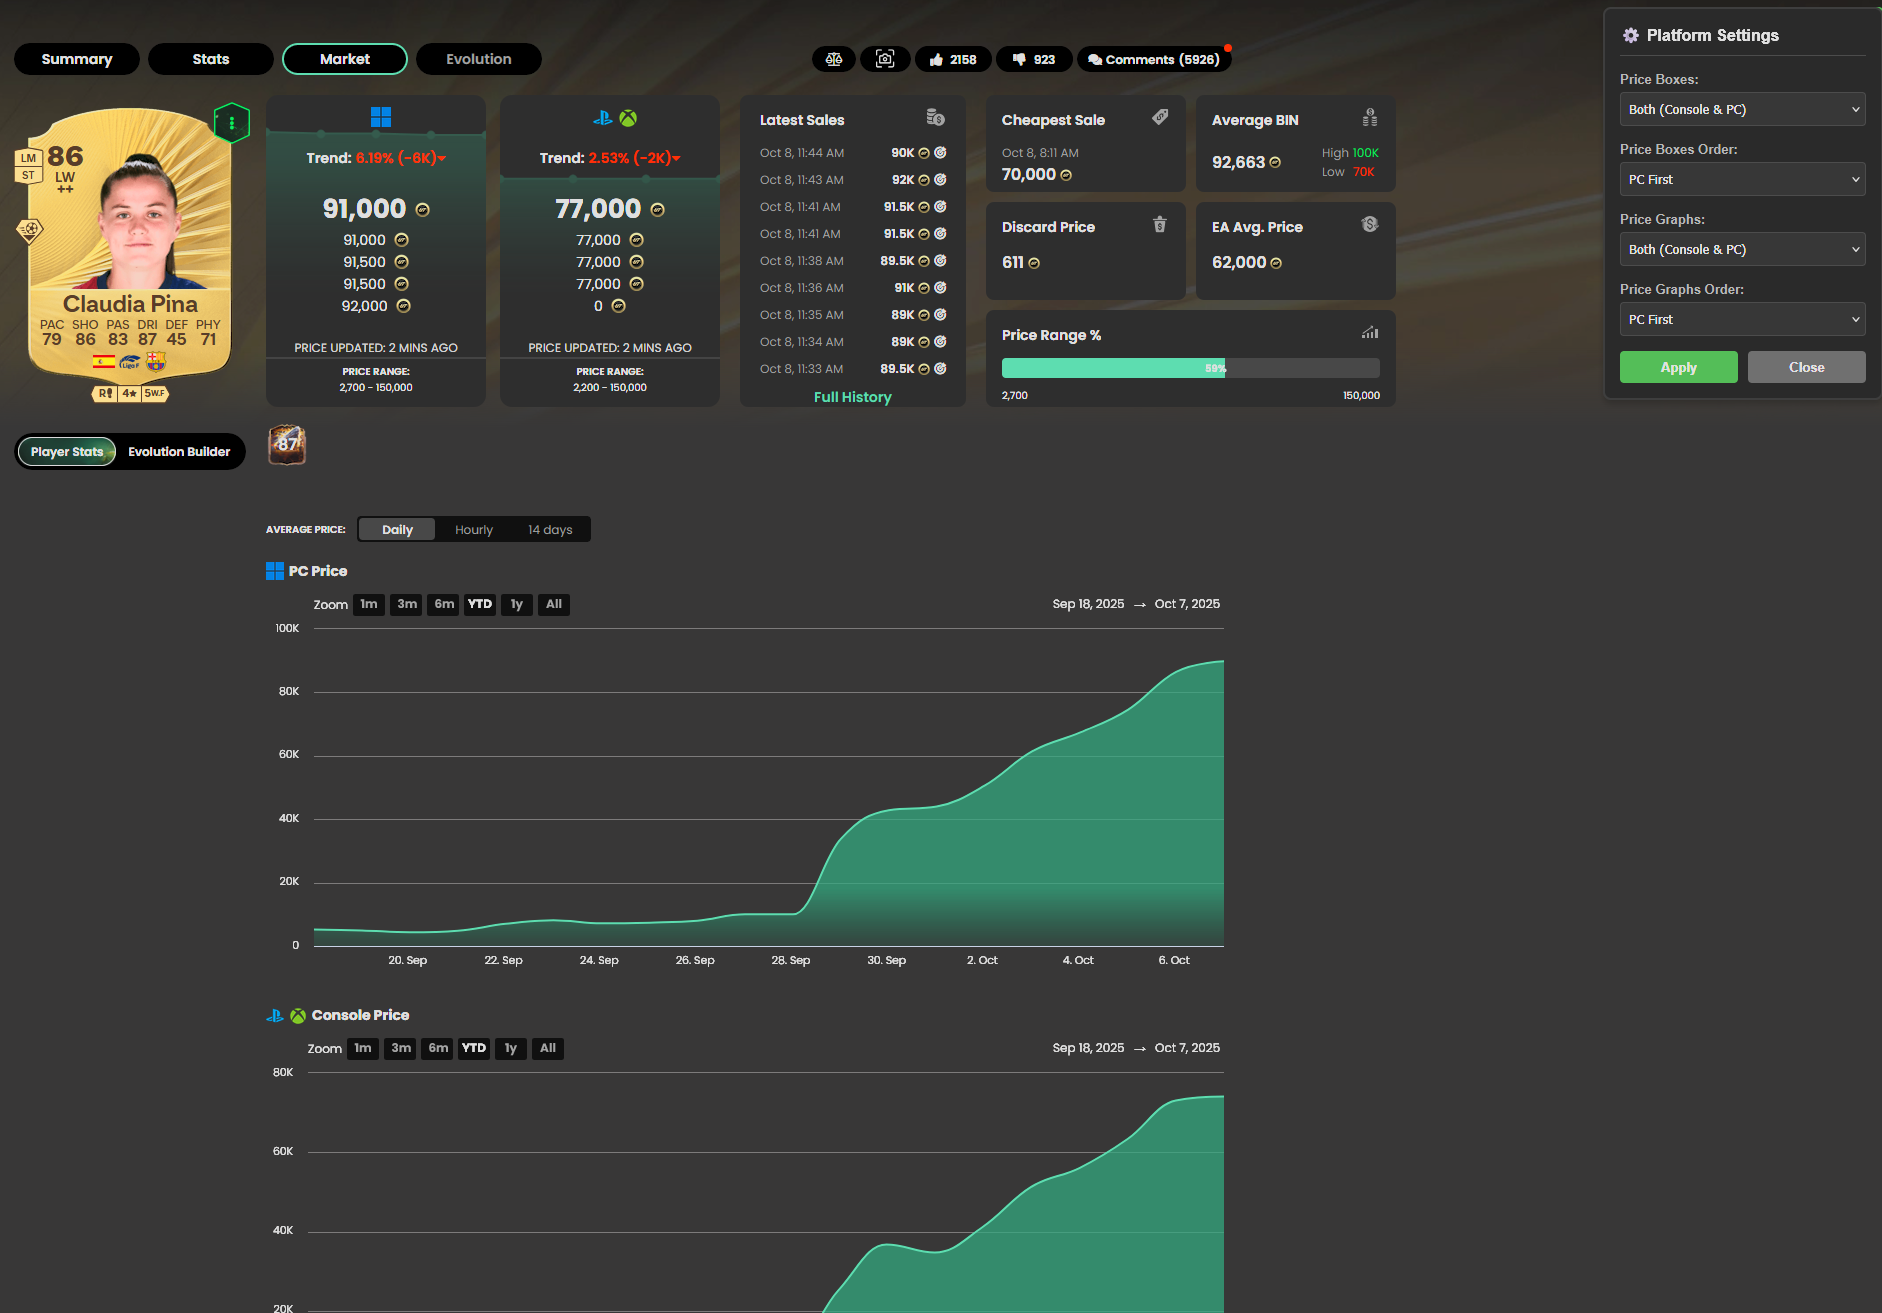 Summary
Stats
Market
Evolution
2158
923
Comments (5926)
LM
ST
86
LW
++
Claudia Pina
PAC SHO PAS DRI DEF PHY
79 86 83 87 45 71
Liga F
R 4★ 5W.F
Trend: 6.19% (-6K)
91,000
91,000
91,500
91,500
92,000
PRICE UPDATED: 2 MINS AGO
PRICE RANGE:
2,700 - 150,000
Trend: 2.53% (-2K)
77,000
77,000
77,000
77,000
0
PRICE UPDATED: 2 MINS AGO
PRICE RANGE:
2,200 - 150,000
Latest Sales
Oct 8, 11:44 AM 90K
Oct 8, 11:43 AM 92K
Oct 8, 11:41 AM 91.5K
Oct 8, 11:41 AM 91.5K
Oct 8, 11:38 AM 89.5K
Oct 8, 11:36 AM 91K
Oct 8, 11:35 AM 89K
Oct 8, 11:34 AM 89K
Oct 8, 11:33 AM 89.5K
Full History
Cheapest Sale
Oct 8, 8:11 AM
70,000
Average BIN
92,663
High 100K
Low 70K
Discard Price
611
EA Avg. Price
62,000
Price Range %
59%
2,700 150,000
Platform Settings
Price Boxes:
Both (Console & PC)
Price Boxes Order:
PC First
Price Graphs:
Both (Console & PC)
Price Graphs Order:
PC First
Apply
Close
Player Stats
Evolution Builder
87
AVERAGE PRICE: Daily Hourly 14 days
PC Price
Zoom 1m 3m 6m YTD 1y All
Sep 18, 2025 → Oct 7, 2025
100K
80K
60K
40K
20K
0
20. Sep 22. Sep 24. Sep 26. Sep 28. Sep 30. Sep 2. Oct 4. Oct 6. Oct
Console Price
Zoom 1m 3m 6m YTD 1y All
Sep 18, 2025 → Oct 7, 2025
80K
60K
40K
20K